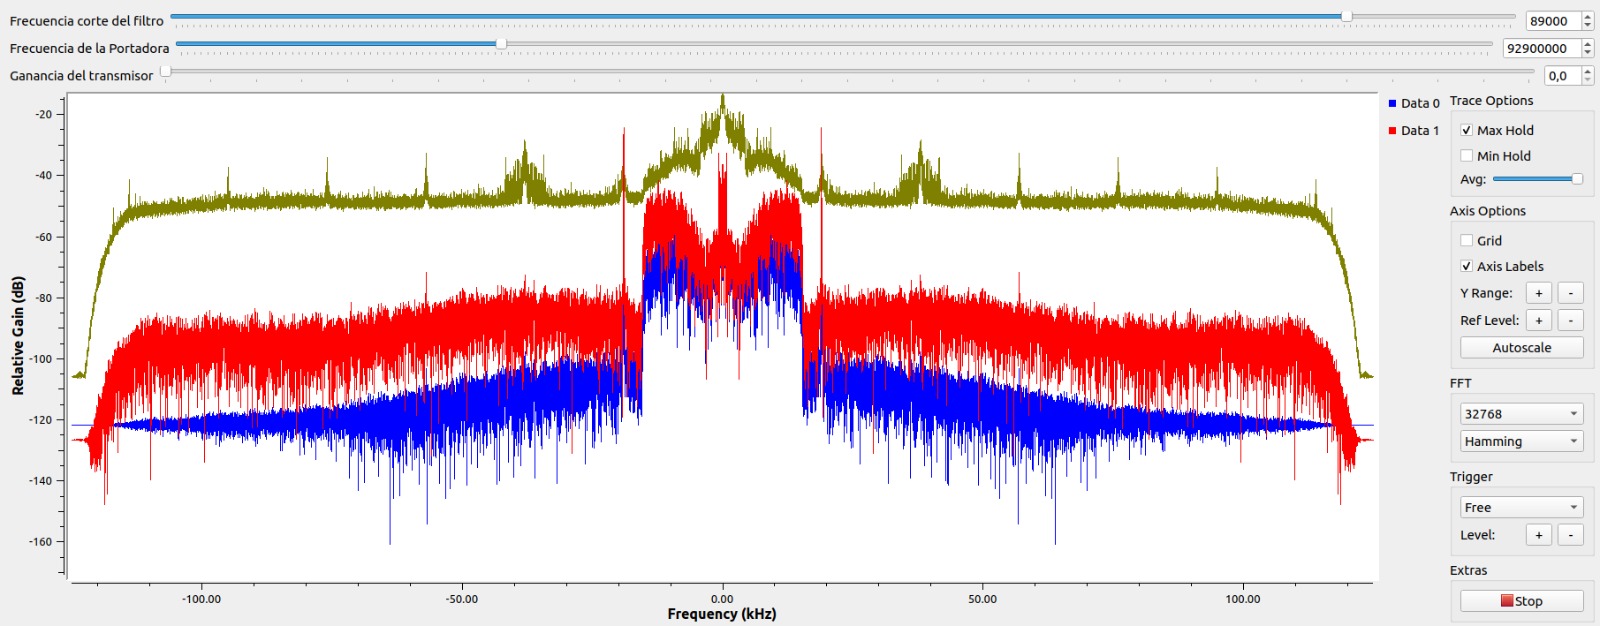 Frecuencia corte del filtro 89000
Frecuencia de la Portadora 92900000
Ganancia del transmisor 0,0
Data 0
Data 1
Relative Gain (dB)
-20
-40
-60
-80
-100
-120
-140
-160
-100.00 -50.00 0.00 50.00 100.00
Frequency (kHz)
Trace Options
Max Hold
Min Hold
Avg:
Axis Options
Grid
Axis Labels
Y Range: + -
Ref Level: + -
Autoscale
FFT
32768
Hamming
Trigger
Free
Level: + -
Extras
Stop